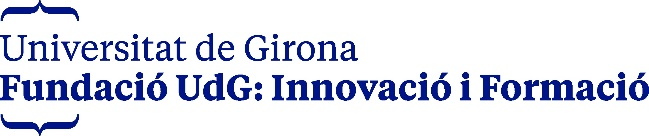 Universitat de Girona
Fundació UdG: Innovació i Formació